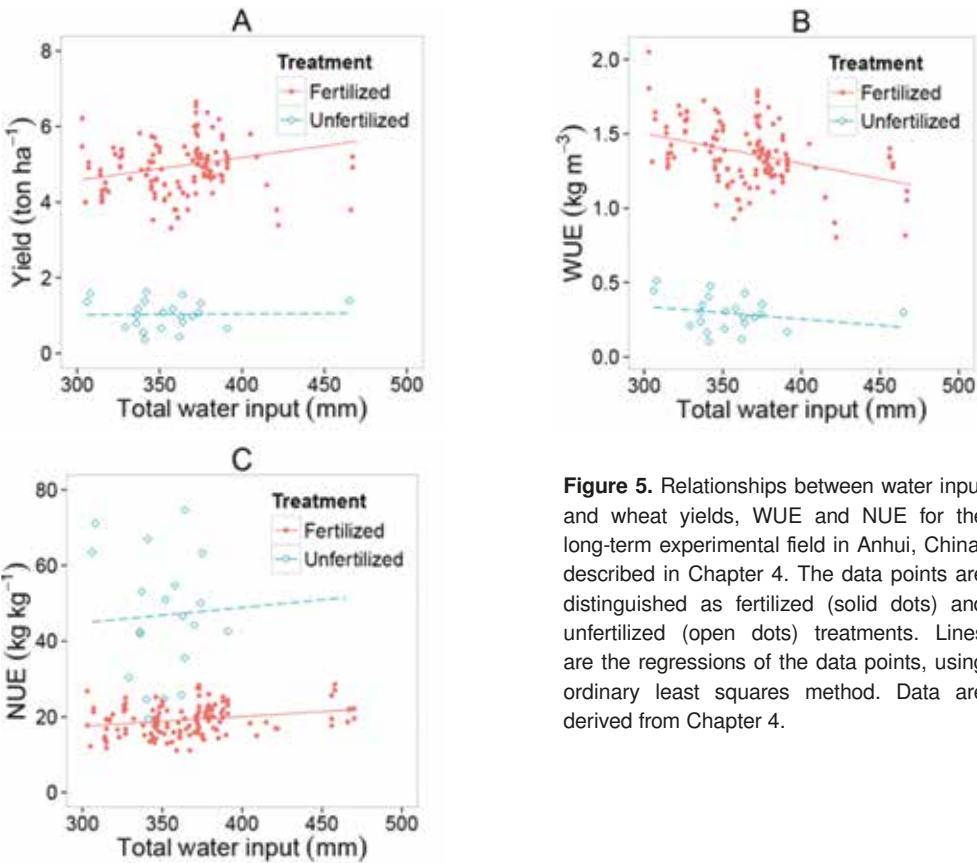 A
Yield (ton ha⁻¹)
8
6
4
2
0
Treatment
Fertilized
Unfertilized
300 350 400 450 500
Total water input (mm)
B
WUE (kg m⁻³)
2.0
1.5
1.0
0.5
0.0
Treatment
Fertilized
Unfertilized
300 350 400 450 500
Total water input (mm)
C
NUE (kg kg⁻¹)
80
60
40
20
0
Treatment
Fertilized
Unfertilized
300 350 400 450 500
Total water input (mm)
Figure 5. Relationships between water inpu
and wheat yields, WUE and NUE for the
long-term experimental field in Anhui, China
described in Chapter 4. The data points are
distinguished as fertilized (solid dots) and
unfertilized (open dots) treatments. Lines
are the regressions of the data points, using
ordinary least squares method. Data are
derived from Chapter 4.